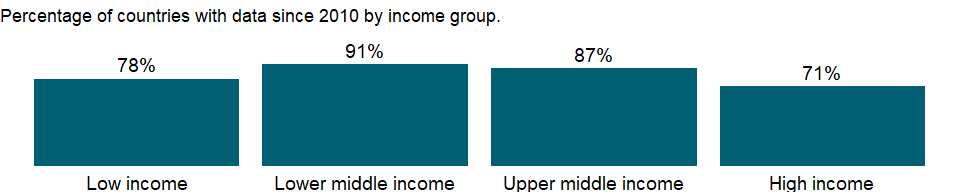 Percentage of countries with data since 2010 by income group.
78%
91%
87%
71%
Low income
Lower middle income
Upper middle income
High income